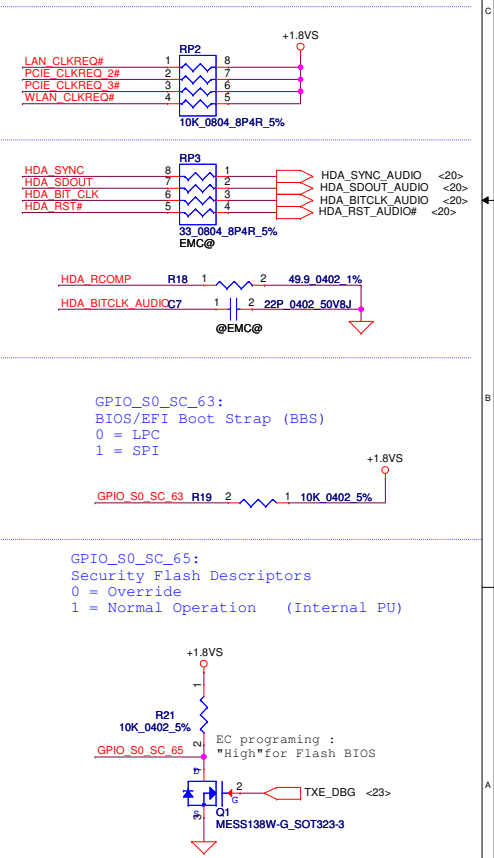 C
+1.8VS
RP2
LAN_CLKREQ# 1 8
PCIE_CLKREQ_2# 2 7
PCIE_CLKREQ_3# 3 6
WLAN_CLKREQ# 4 5
10K_0804_8P4R_5%
RP3
HDA_SYNC 8 1 HDA_SYNC_AUDIO <20>
HDA_SDOUT 7 2 HDA_SDOUT_AUDIO <20>
HDA_BIT_CLK 6 3 HDA_BITCLK_AUDIO <20>
HDA_RST# 5 4 HDA_RST_AUDIO# <20>
33_0804_8P4R_5%
EMC@
HDA_RCOMP R18 1 2 49.9_0402_1%
HDA_BITCLK_AUDIO C7 1 2 22P_0402_50V8J
@EMC@
B
GPIO_S0_SC_63:
BIOS/EFI Boot Strap (BBS)
0 = LPC
1 = SPI
+1.8VS
GPIO_S0_SC_63 R19 2 1 10K_0402_5%
GPIO_S0_SC_65:
Security Flash Descriptors
0 = Override
1 = Normal Operation (Internal PU)
+1.8VS
1
R21
10K_0402_5%
2
EC programing :
"High"for Flash BIOS
GPIO_S0_SC_65
D
A
2 TXE_DBG <23>
G
S
3
Q1
MESS138W-G_SOT323-3